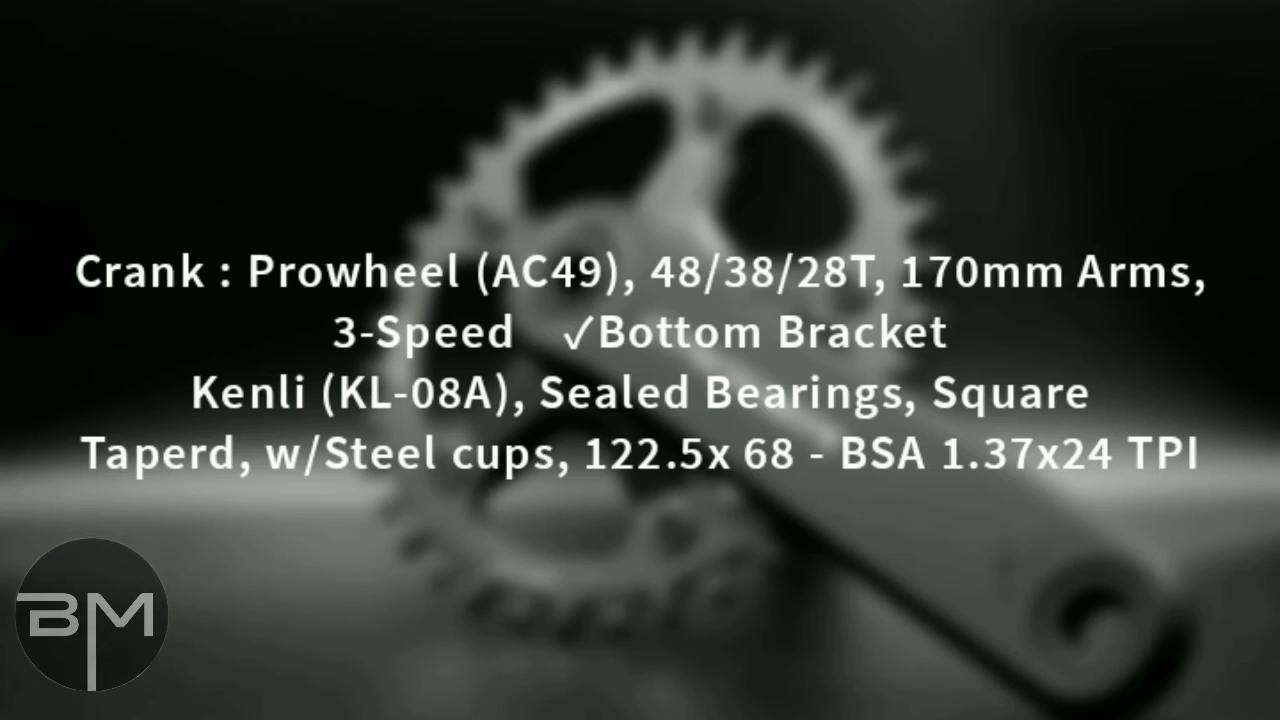 Crank : Prowheel (AC49), 48/38/28T, 170mm Arms,
3-Speed ✓Bottom Bracket
Kenli (KL-08A), Sealed Bearings, Square
Taperd, w/Steel cups, 122.5x 68 - BSA 1.37x24 TPI
BM